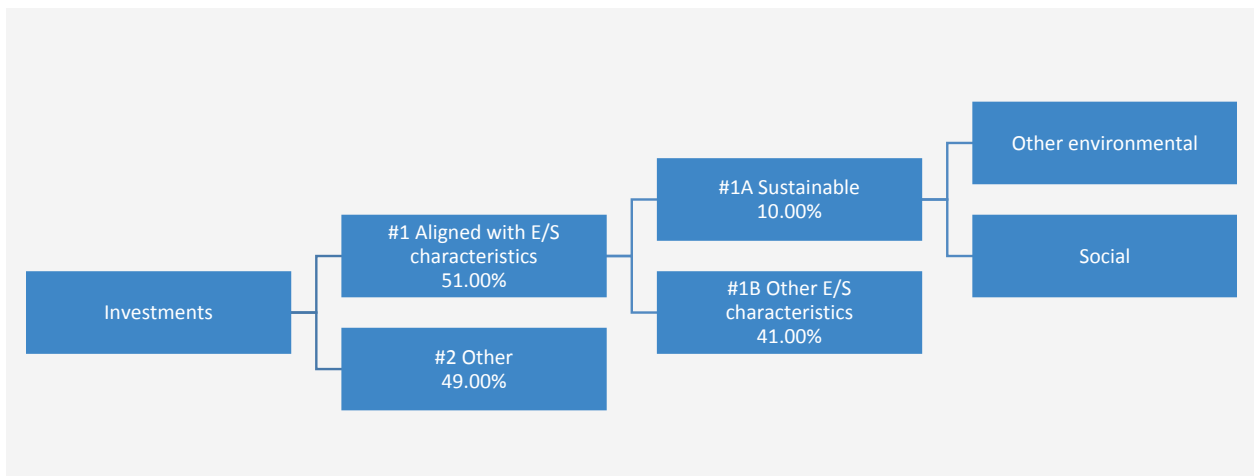 Investments
#1 Aligned with E/S
characteristics
51.00%
#2 Other
49.00%
#1A Sustainable
10.00%
#1B Other E/S
characteristics
41.00%
Other environmental
Social